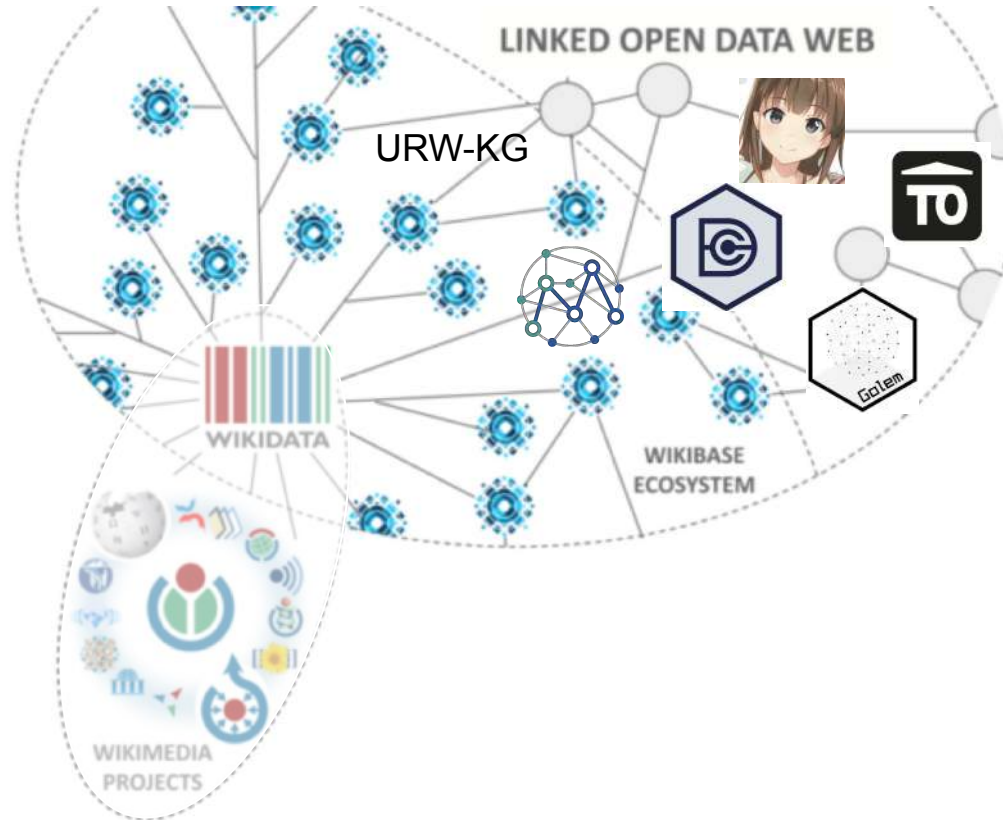 LINKED OPEN DATA WEB
URW-KG
TO
Golem
WIKIDATA
WIKIBASE
ECOSYSTEM
WIKIMEDIA
PROJECTS